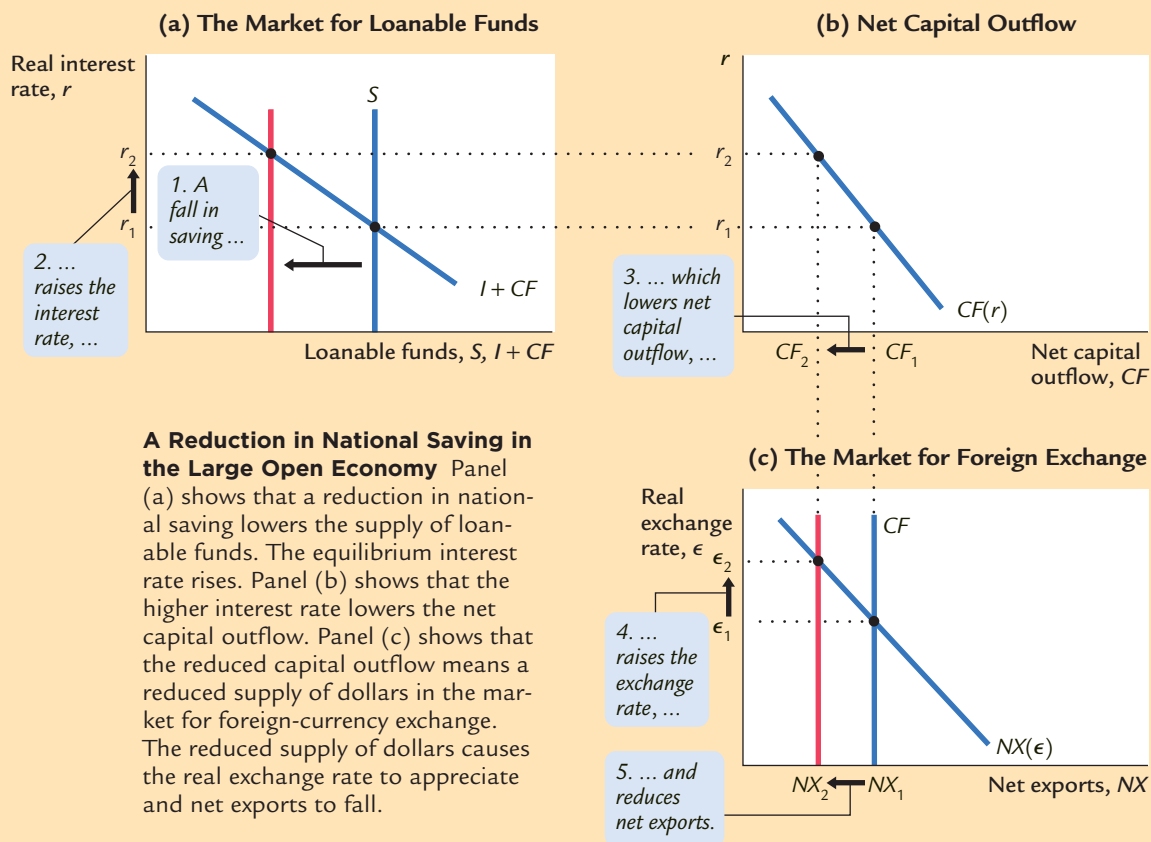 (a) The Market for Loanable Funds
Real interest
rate, r
S
r₂
r₁
1. A
fall in
saving ...
2. ...
raises the
interest
rate, ...
I + CF
Loanable funds, S, I + CF
(b) Net Capital Outflow
r
r₂
r₁
3. ... which
lowers net
capital
outflow, ...
CF(r)
CF₂
CF₁
Net capital
outflow, CF
A Reduction in National Saving in
the Large Open Economy Panel
(a) shows that a reduction in nation-
al saving lowers the supply of loan-
able funds. The equilibrium interest
rate rises. Panel (b) shows that the
higher interest rate lowers the net
capital outflow. Panel (c) shows that
the reduced capital outflow means a
reduced supply of dollars in the mar-
ket for foreign-currency exchange.
The reduced supply of dollars causes
the real exchange rate to appreciate
and net exports to fall.
(c) The Market for Foreign Exchange
Real
exchange
rate, ϵ
CF
ϵ₂
ϵ₁
4. ...
raises the
exchange
rate, ...
NX(ϵ)
5. ... and
reduces
net exports.
NX₂
NX₁
Net exports, NX